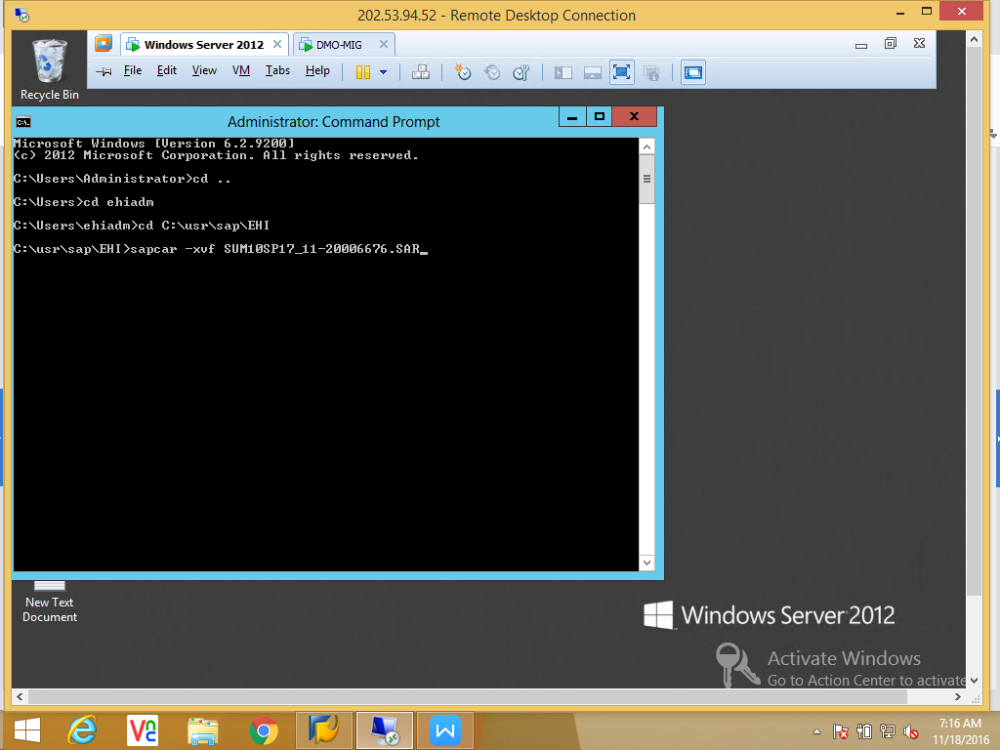 202.53.94.52 - Remote Desktop Connection
Recycle Bin
Windows Server 2012
DMO-MIG
File Edit View VM Tabs Help
Administrator: Command Prompt
Microsoft Windows [Version 6.2.9200]
(c) 2012 Microsoft Corporation. All rights reserved.
C:\Users\Administrator>cd ..
C:\Users>cd ehiadm
C:\Users\ehiadm>cd C:\usr\sap\EHI
C:\usr\sap\EHI>sapcar -xvf SUM10SP17_11-20006676.SAR_
New Text
Document
Windows Server 2012
Activate Windows
Go to Action Center to activate
7:16 AM
11/18/2016